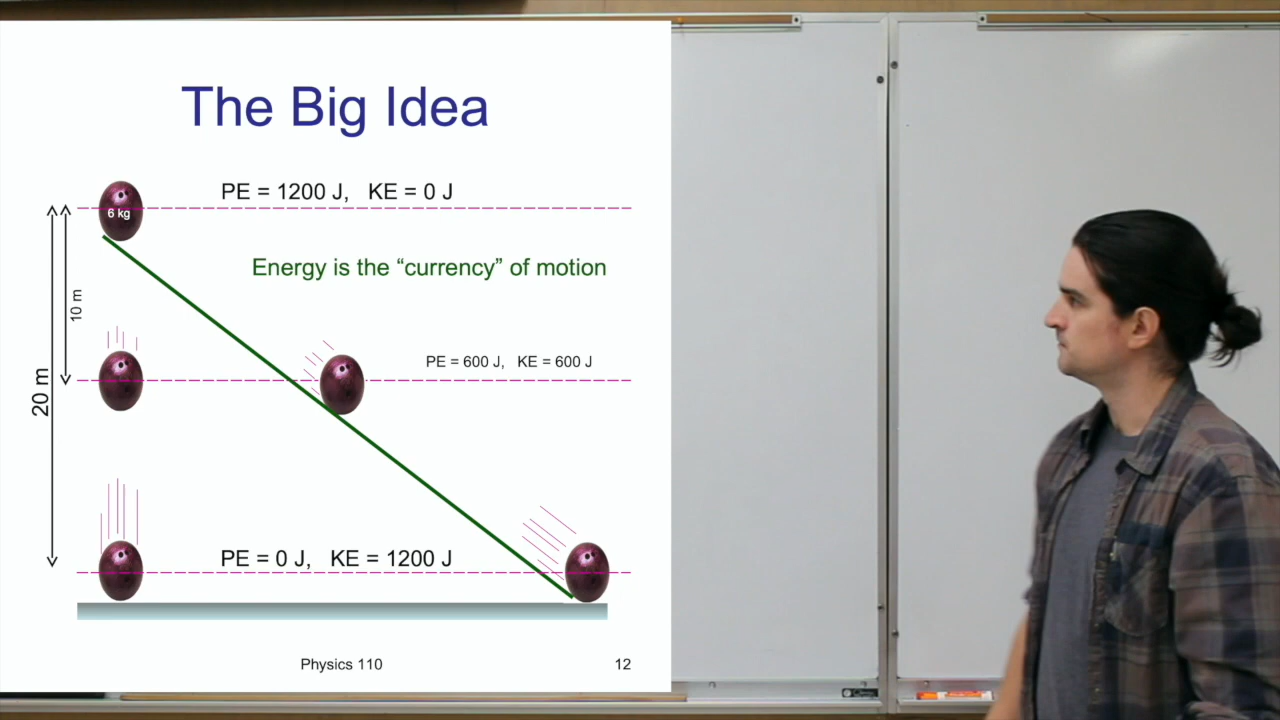 The Big Idea
PE = 1200 J, KE = 0 J
6 kg
Energy is the “currency” of motion
10 m
PE = 600 J, KE = 600 J
20 m
PE = 0 J, KE = 1200 J
Physics 110
12